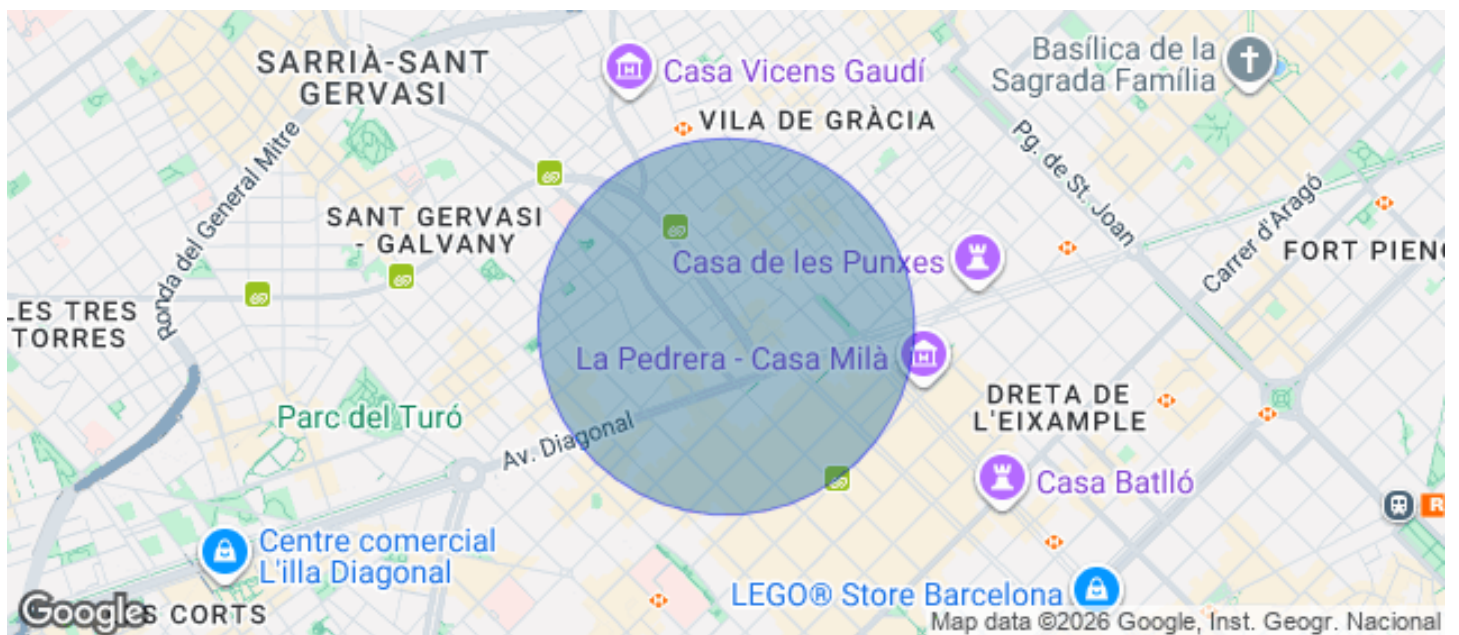 SARRIÀ-SANT
GERVASI
Casa Vicens Gaudí
Basílica de la
Sagrada Família
VILA DE GRÀCIA
Ronda del General Mitre
Pg. de St. Joan
SANT GERVASI
- GALVANY
Carrer d'Aragó
FORT PIENC
Casa de les Punxes
LES TRES
TORRES
La Pedrera - Casa Milà
DRETA DE
L'EIXAMPLE
Parc del Turó
Av. Diagonal
Casa Batlló
R
Centre comercial
L'illa Diagonal
LEGO® Store Barcelona
Google
S CORTS
Map data ©2026 Google, Inst. Geogr. Nacional